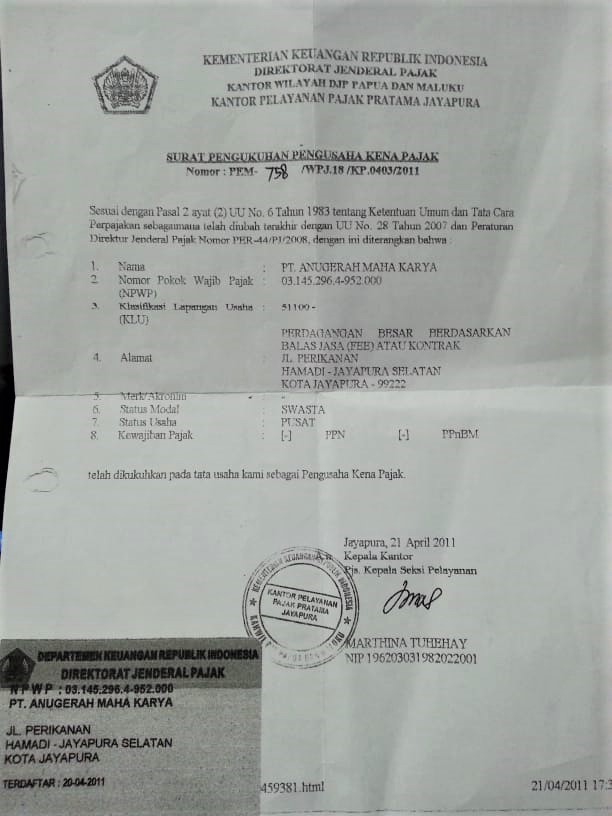 KEMENTERIAN KEUANGAN REPUBLIK INDONESIA
DIREKTORAT JENDERAL PAJAK
KANTOR WILAYAH DJP PAPUA DAN MALUKU
KANTOR PELAYANAN PAJAK PRATAMA JAYAPURA
SURAT PENGUKUHAN PENGUSAHA KENA PAJAK
Nomor : PEM- 758 /WPJ.18 /KP.0403/2011
Sesuai dengan Pasal 2 ayat (2) UU No. 6 Tahun 1983 tentang Ketentuan Umum dan Tata Cara
Perpajakan sebagaimana telah diubah terakhir dengan UU No. 28 Tahun 2007 dan Peraturan
Direktur Jenderal Pajak Nomor PER-44/PJ/2008, dengan ini diterangkan bahwa :
1. Nama : PT. ANUGERAH MAHA KARYA
2. Nomor Pokok Wajib Pajak : 03.145.296.4-952.000
(NPWP)
3. Klasifikasi Lapangan Usaha : 51100 -
(KLU)
PERDAGANGAN BESAR BERDASARKAN
BALAS JASA (FEE) ATAU KONTRAK
4. Alamat : JL. PERIKANAN
HAMADI - JAYAPURA SELATAN
KOTA JAYAPURA - 99222
5. Merk/Akronim : -
6. Status Modal : SWASTA
7. Status Usaha : PUSAT
8. Kewajiban Pajak : [-] PPN [-] PPnBM
telah dikukuhkan pada tata usaha kami sebagai Pengusaha Kena Pajak.
Jayapura, 21 April 2011
A.n. Kepala Kantor
Pjs. Kepala Seksi Pelayanan
KEMENTERIAN KEUANGAN REPUBLIK INDONESIA
KANTOR PELAYANAN
PAJAK PRATAMA
JAYAPURA
MARTHINA TUHEHAY
NIP 196203031982022001
DEPARTEMEN KEUANGAN REPUBLIK INDONESIA
DIREKTORAT JENDERAL PAJAK
N P W P : 03.145.296.4-952.000
PT. ANUGERAH MAHA KARYA
JL. PERIKANAN
HAMADI - JAYAPURA SELATAN
KOTA JAYAPURA
TERDAFTAR : 20-04-2011
459381.html 21/04/2011 17:3